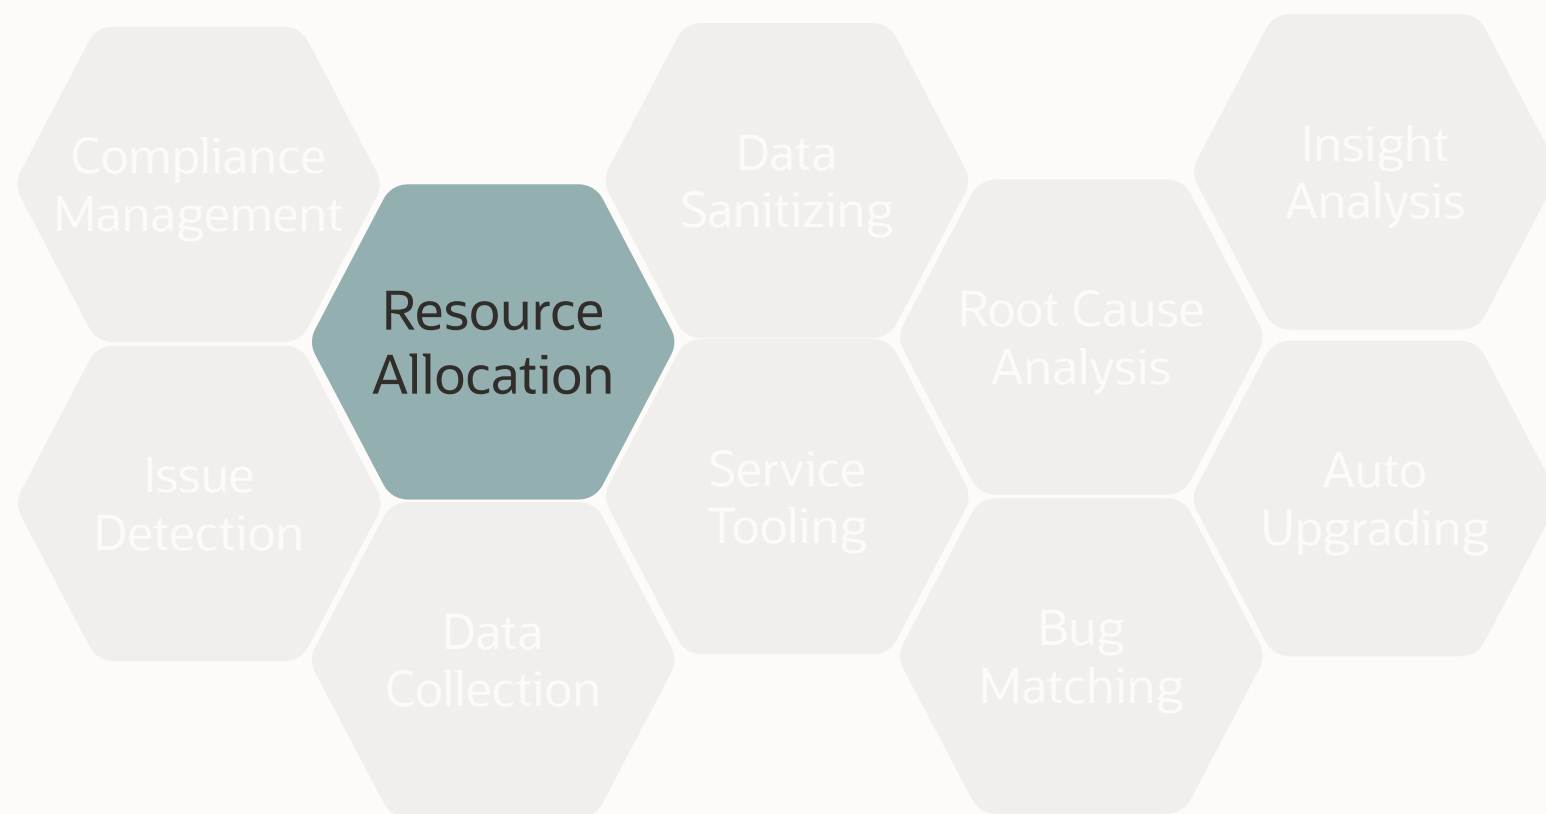 Compliance
Management
Resource
Allocation
Data
Sanitizing
Root Cause
Analysis
Insight
Analysis
Issue
Detection
Data
Collection
Service
Tooling
Bug
Matching
Auto
Upgrading